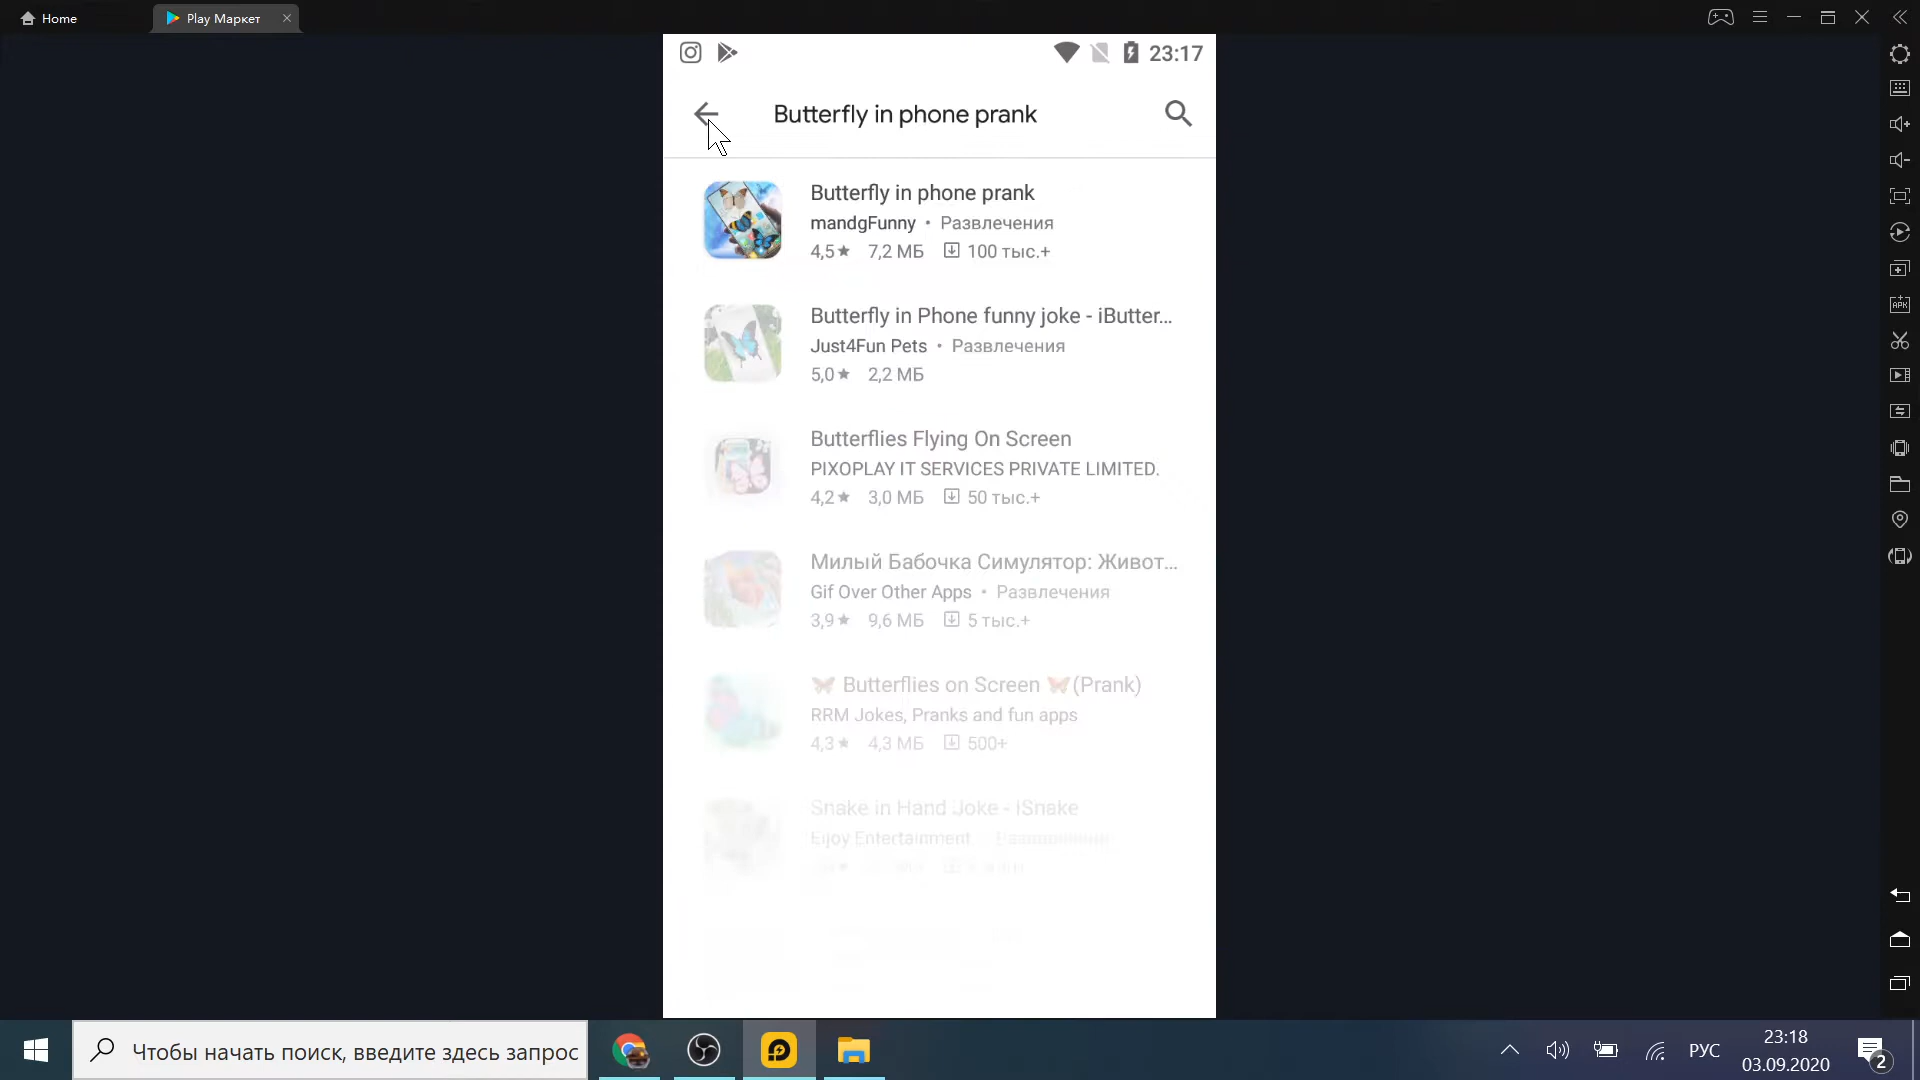 Home
Play Маркет
23:17
Butterfly in phone prank
Butterfly in phone prank
mandgFunny • Развлечения
4,5★ 7,2 МБ 100 тыс.+
Butterfly in Phone funny joke - iButter...
Just4Fun Pets • Развлечения
5,0★ 2,2 МБ
Butterflies Flying On Screen
PIXOPLAY IT SERVICES PRIVATE LIMITED.
4,2★ 3,0 МБ 50 тыс.+
Милый Бабочка Симулятор: Живот...
Gif Over Other Apps • Развлечения
3,9★ 9,6 МБ 5 тыс.+
🦋 Butterflies on Screen 🦋(Prank)
RRM Jokes, Pranks and fun apps
4,3★ 4,3 МБ 500+
Snake in Hand Joke - iSnake
Eijoy Entertainment
APK
Чтобы начать поиск, введите здесь запрос
РУС
23:18
03.09.2020
2